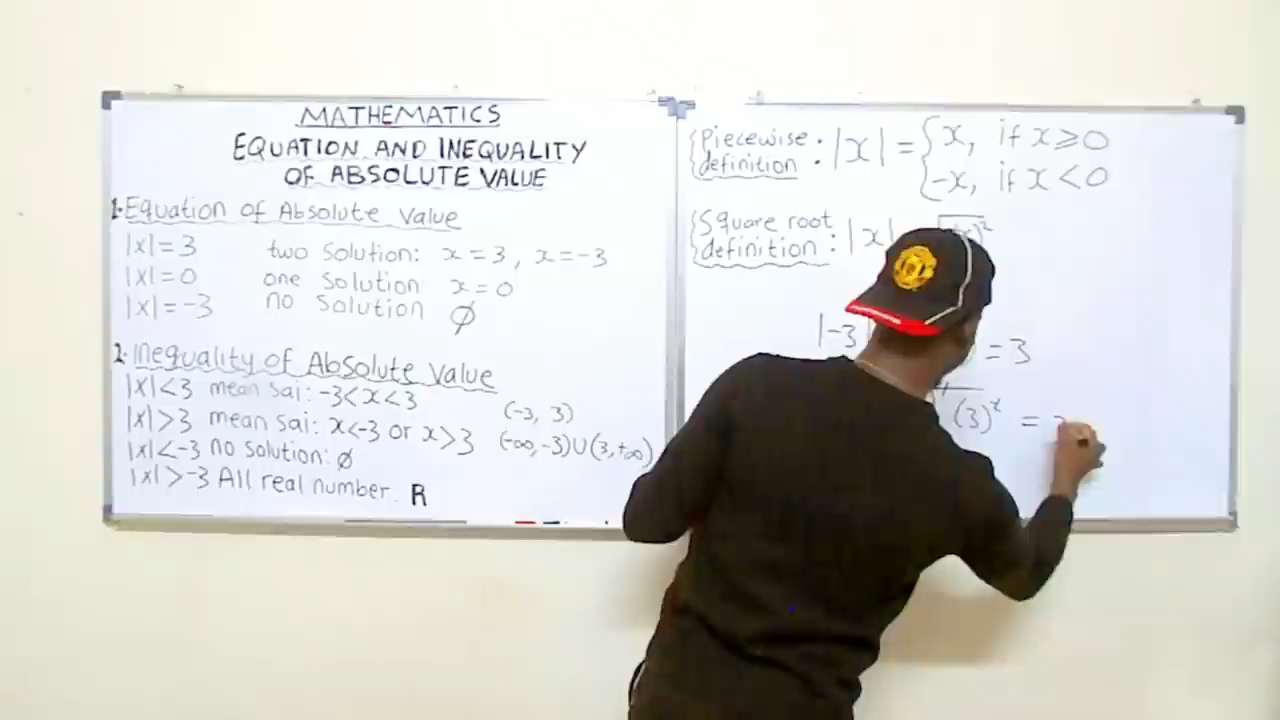 MATHEMATICS
EQUATION AND INEQUALITY
OF ABSOLUTE VALUE
1. Equation of Absolute Value
|x|=3 two solution: x=3, x=-3
|x|=0 one solution x=0
|x|=-3 no solution ∅
2. Inequality of Absolute Value
|x|<3 mean sai: -3<x<3 (-3, 3)
|x|>3 mean sai: x<-3 or x>3 (-∞,-3)∪(3,+∞)
|x|<-3 no solution: ∅
|x|>-3 All real number. R
{Piecewise definition : |x| = { x, if x⩾0
-x, if x<0
{Square root
definition : |x|
|-3| =3
(3)² =